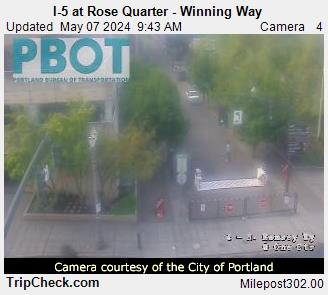 I-5 at Rose Quarter - Winning Way
Updated May 07 2024 9:43 AM Camera 4
PBOT
PORTLAND BUREAU OF TRANSPORTATION
Camera courtesy of the City of Portland
TripCheck.com Milepost302.00